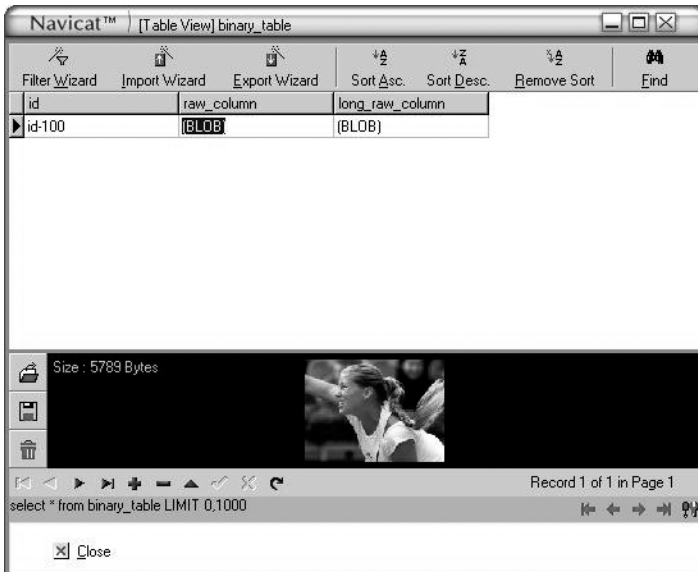 Navicat™ [Table View] binary_table
Filter Wizard Import Wizard Export Wizard Sort Asc. Sort Desc. Remove Sort Find
id raw_column long_raw_column
id-100 (BLOB) (BLOB)
Size : 5789 Bytes
Record 1 of 1 in Page 1
select * from binary_table LIMIT 0,1000
Close